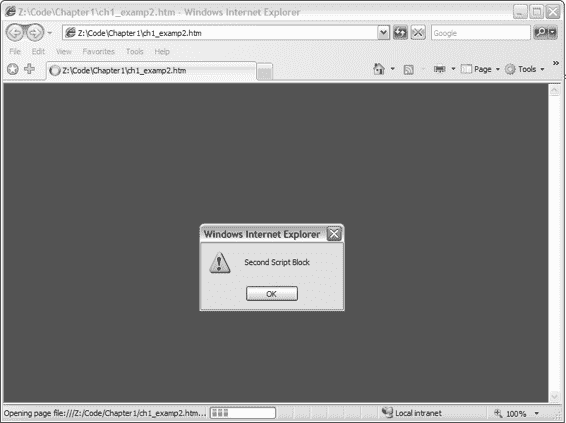 Z:\Code\Chapter1\ch1_examp2.htm - Windows Internet Explorer
Z:\Code\Chapter1\ch1_examp2.htm
Google
File Edit View Favorites Tools Help
Z:\Code\Chapter1\ch1_examp2.htm
Page
Tools
»
Windows Internet Explorer
Second Script Block
OK
Opening page file:///Z:/Code/Chapter1/ch1_examp2.htm...
Local intranet
100%